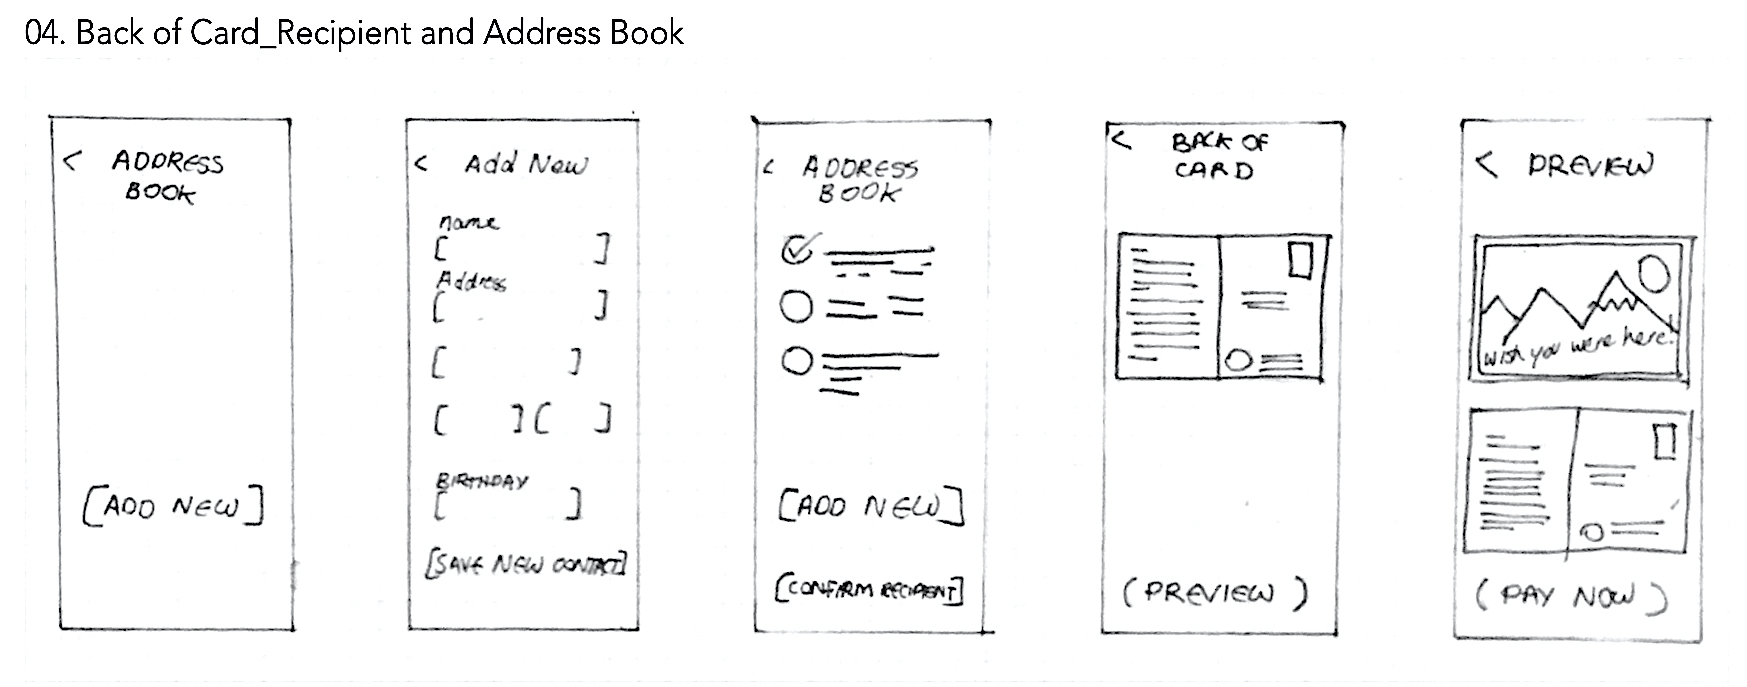 04. Back of Card_Recipient and Address Book
< ADDRESS
BOOK
[ADD NEW]
< Add New
name
[ ]
Address
[ ]
[ ]
[ ] [ ]
BIRTHDAY
[ ]
[SAVE NEW CONTACT]
< ADDRESS
BOOK
[ADD NEW]
[CONFIRM RECIPIENT]
< BACK OF
CARD
(PREVIEW)
< PREVIEW
wish you were here!
(PAY NOW)